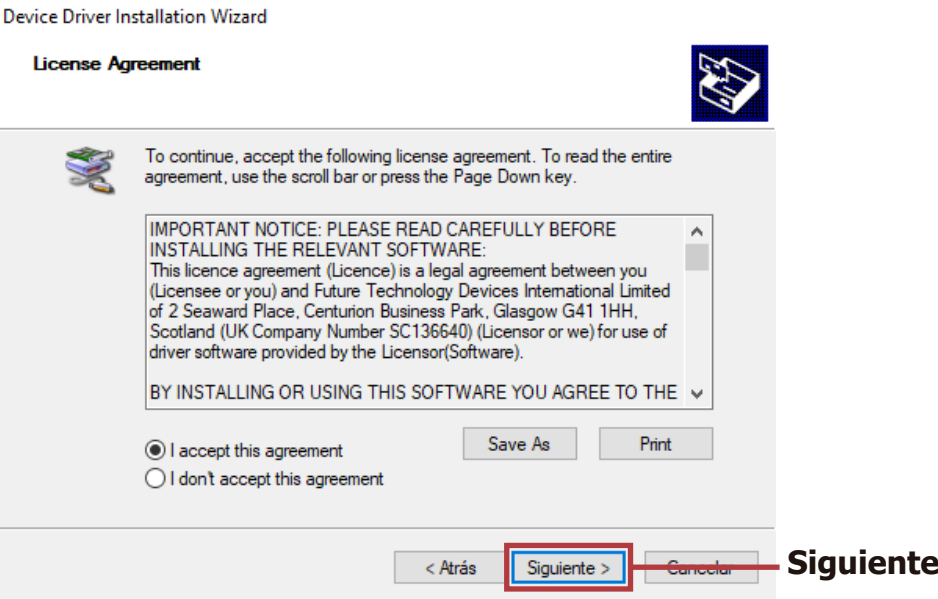 Device Driver Installation Wizard
License Agreement
To continue, accept the following license agreement. To read the entire
agreement, use the scroll bar or press the Page Down key.
IMPORTANT NOTICE: PLEASE READ CAREFULLY BEFORE
INSTALLING THE RELEVANT SOFTWARE:
This licence agreement (Licence) is a legal agreement between you
(Licensee or you) and Future Technology Devices International Limited
of 2 Seaward Place, Centurion Business Park, Glasgow G41 1HH,
Scotland (UK Company Number SC136640) (Licensor or we) for use of
driver software provided by the Licensor(Software).
BY INSTALLING OR USING THIS SOFTWARE YOU AGREE TO THE
I accept this agreement
Save As
Print
I don't accept this agreement
< Atrás
Siguiente >
Cancelar
Siguiente